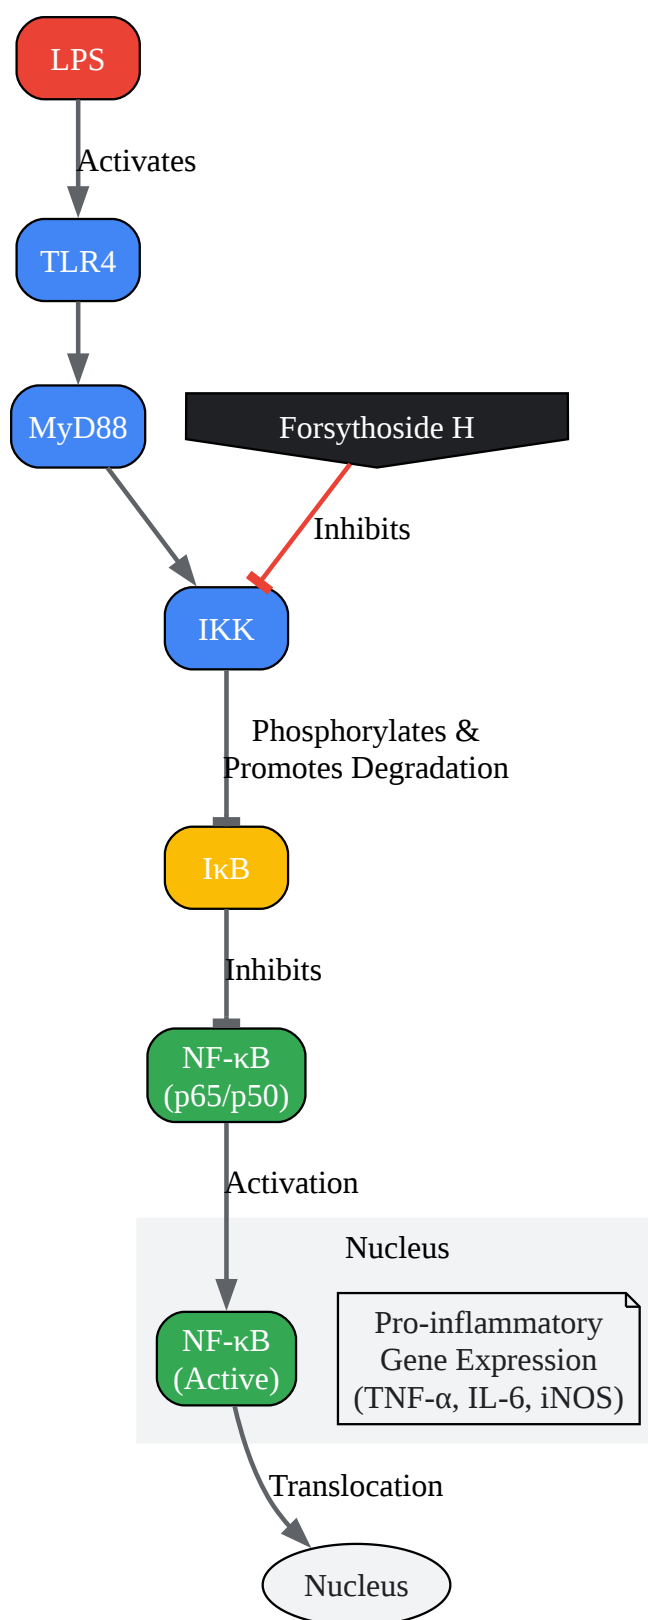 LPS
Activates
TLR4
MyD88
Forsythoside H
Inhibits
IKK
Phosphorylates &
Promotes Degradation
IκB
Inhibits
NF-κB
(p65/p50)
Activation
Nucleus
NF-κB
(Active)
Pro-inflammatory
Gene Expression
(TNF-α, IL-6, iNOS)
Translocation
Nucleus